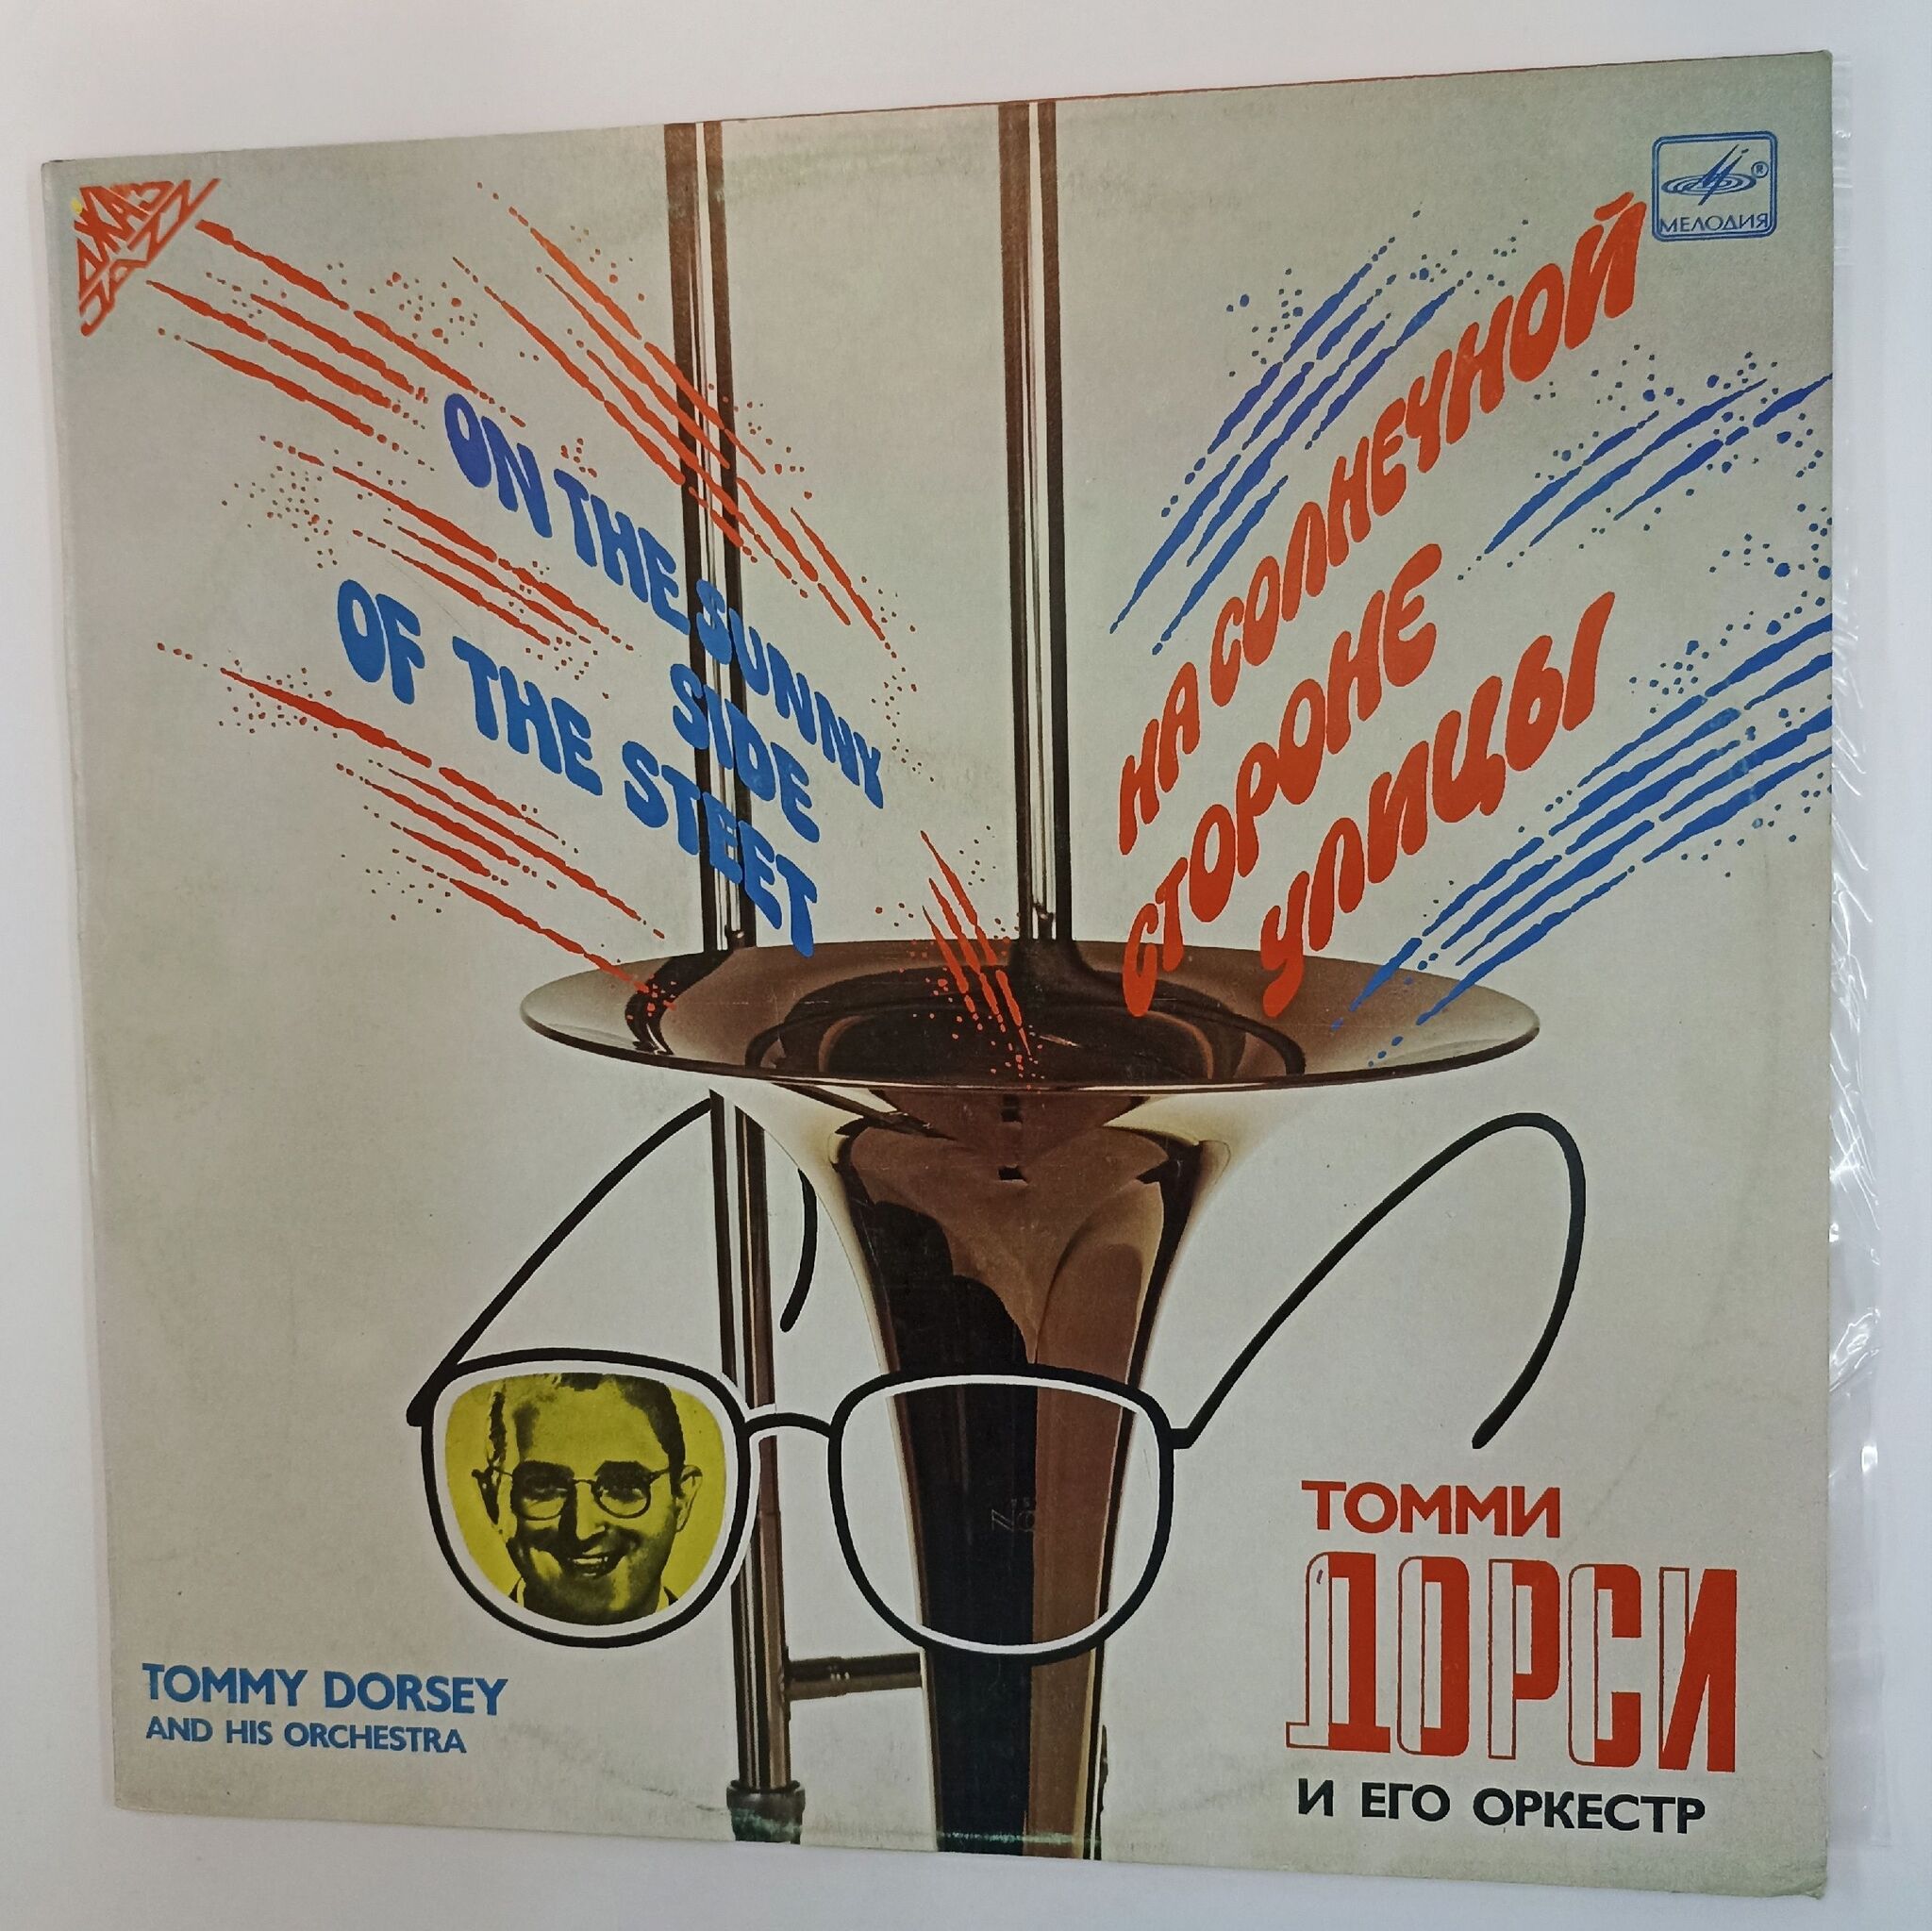 ДЖАЗ
JAZZ
МЕЛОДИЯ
®
ON THE SUNNY
SIDE
OF THE STEET
НА СОЛНЕЧНОЙ
СТОРОНЕ
УЛИЦЫ
TOMMY DORSEY
AND HIS ORCHESTRA
ТОММИ
ДОРСИ
И ЕГО ОРКЕСТР